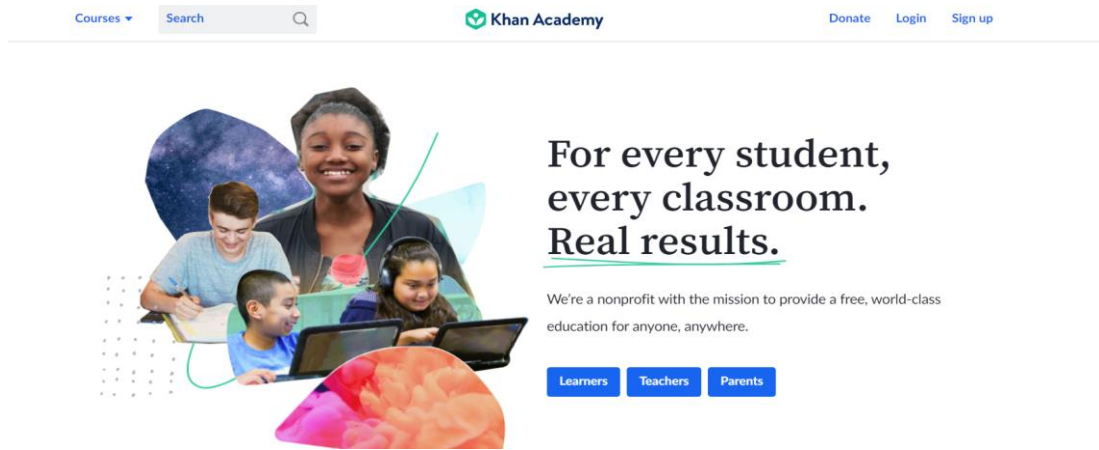 Courses
Search
Khan Academy
Donate
Login
Sign up
For every student,
every classroom.
Real results.
We're a nonprofit with the mission to provide a free, world-class
education for anyone, anywhere.
Learners
Teachers
Parents